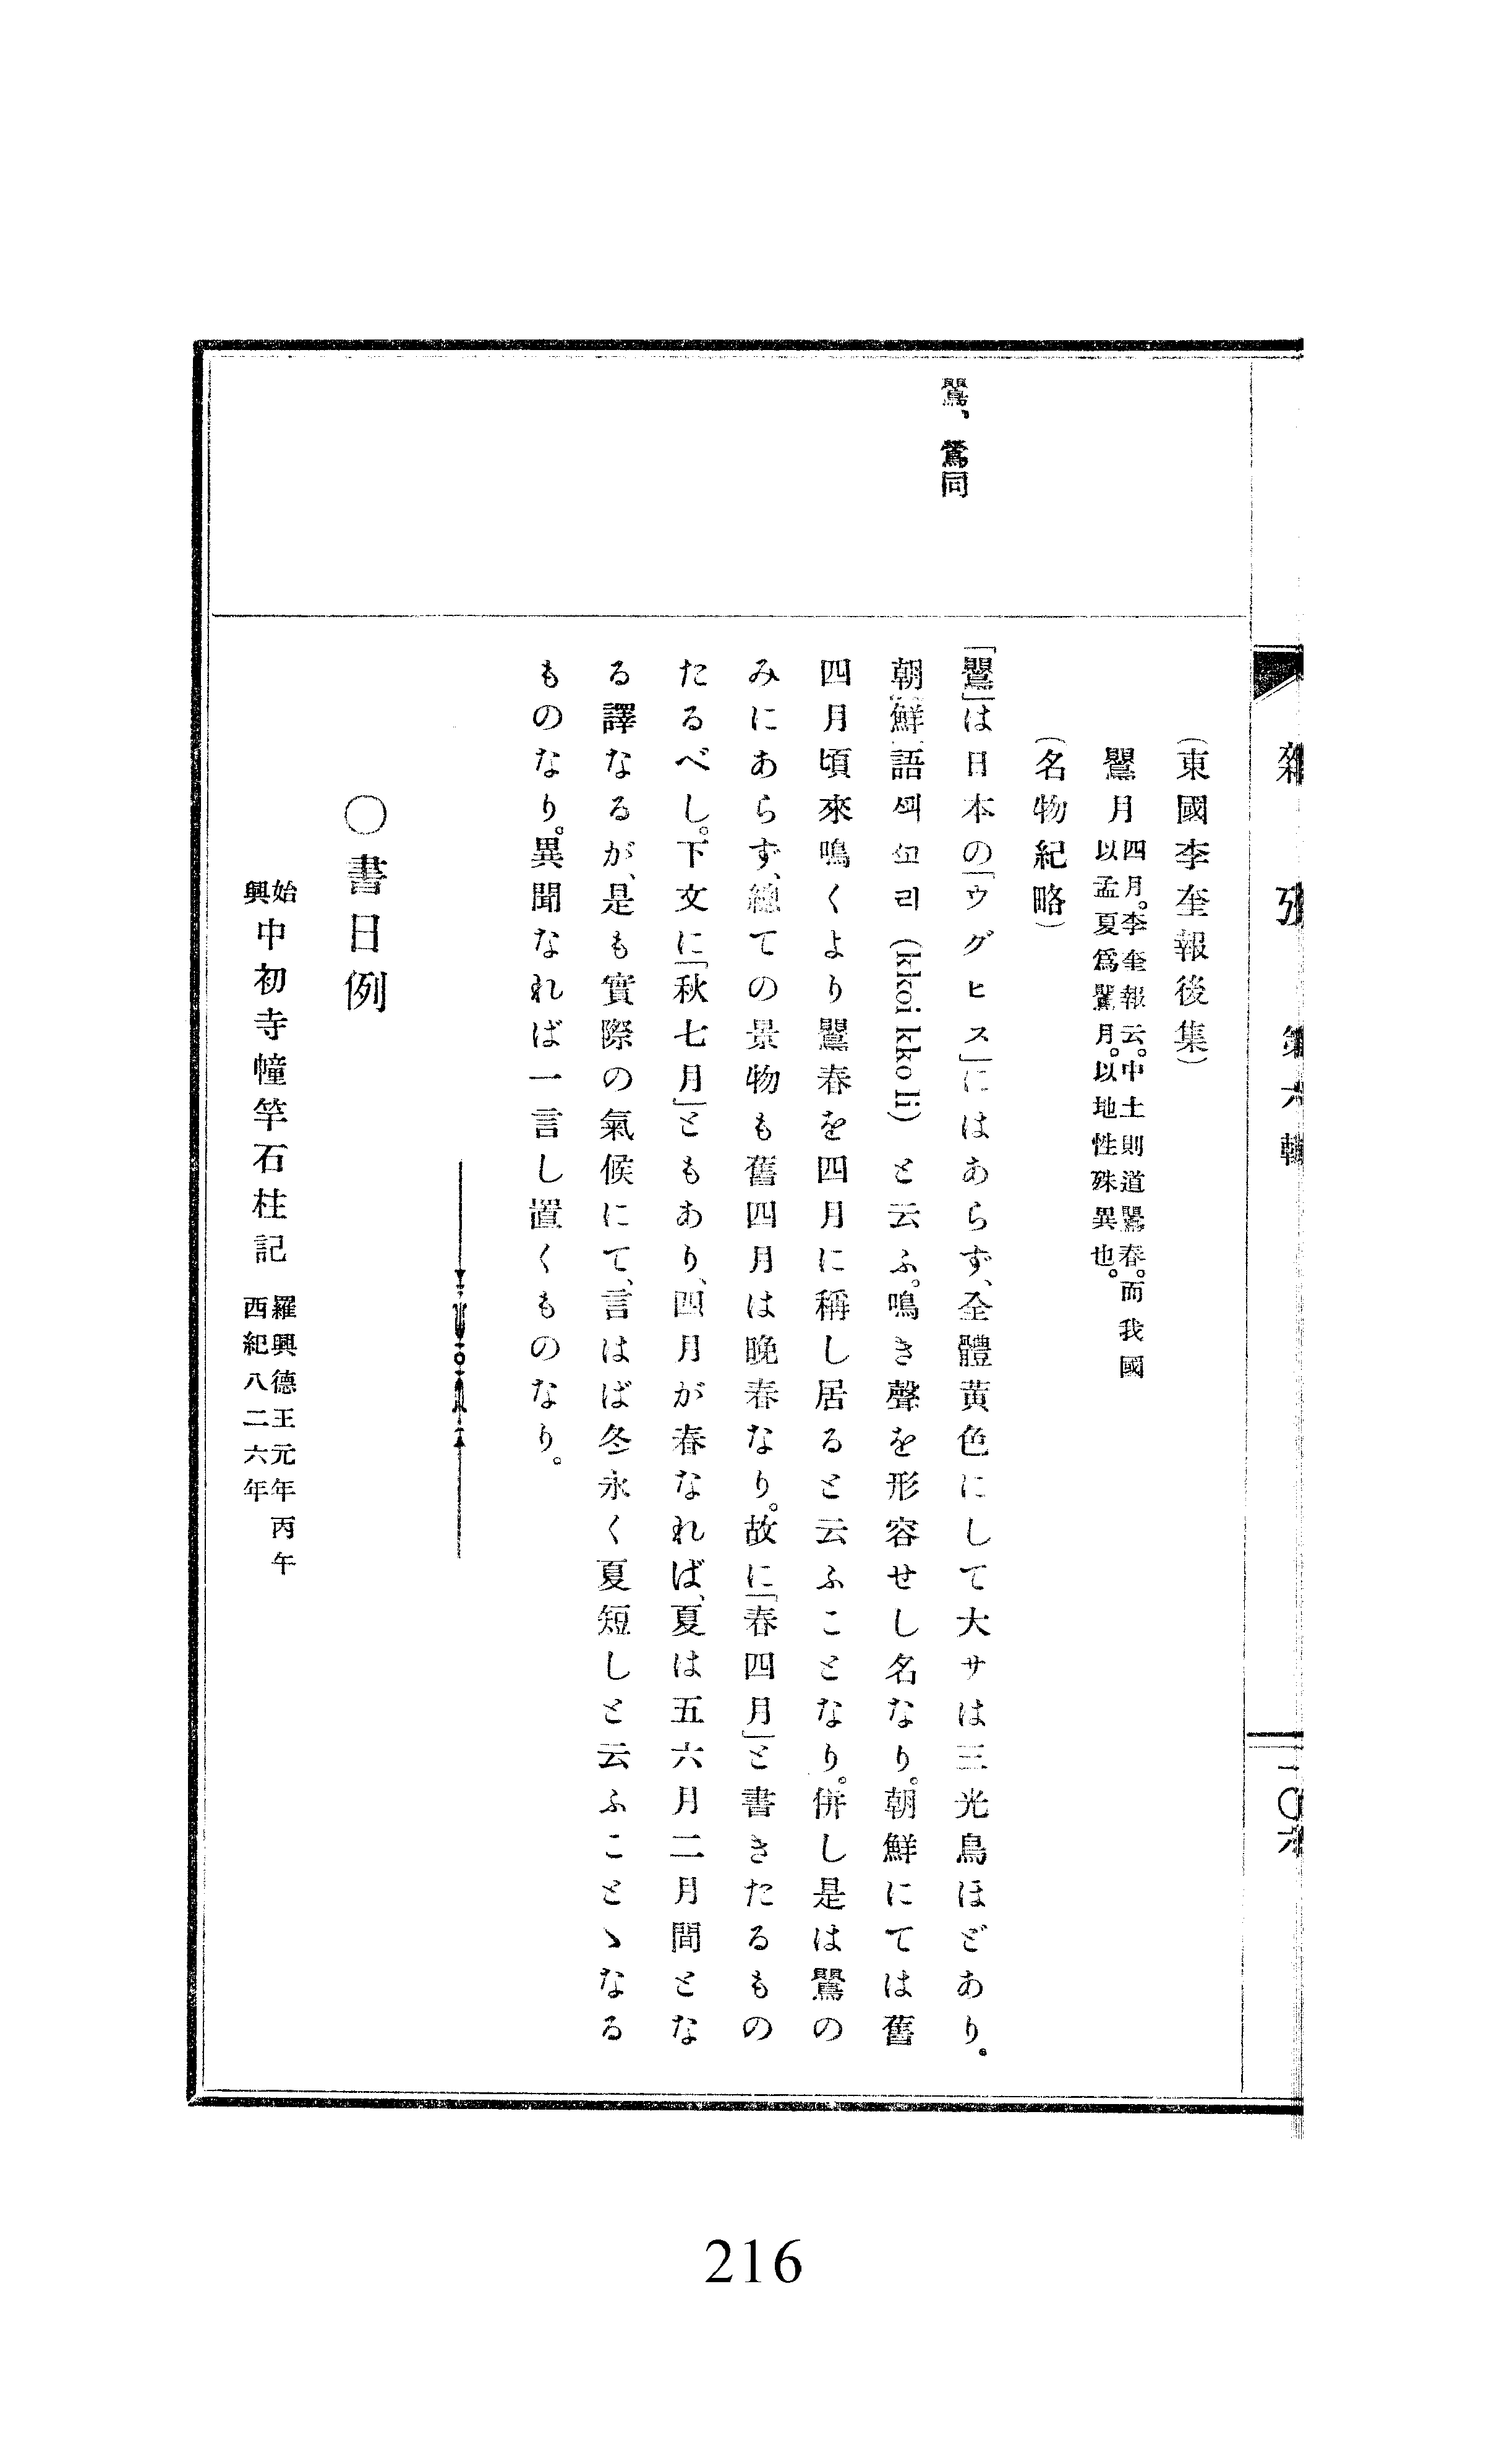 雜攷 第六輯
一〇六
鸎、鶯同
(東國李奎報後集)
鸎月 四月。李奎報云。中土則道鸎春。而我國
以孟夏爲鸎月。以地性殊異也。
(名物紀略)
「鸎」は日本の「ウグヒス」にはあらず、全體黄色にして大サは三光鳥ほどあり。
朝鮮語 꾀꼬리 (kkoi kko li) と云ふ。鳴き聲を形容せし名なり。朝鮮にては舊
四月頃來鳴くより鸎春を四月に稱し居ると云ふことなり。併し是は鸎の
みにあらず、總ての景物も舊四月は晩春なり。故に「春四月」と書きたるもの
たるべし。下文に「秋七月」ともあり、四月が春なれば、夏は五六月二月間とな
る譯なるが、是も實際の氣候にて、言はば冬永く夏短しと云ふことゝなる
ものなり。異聞なれば一言し置くものなり。
〇書日例
始興 中初寺幢竿石柱記 羅興德王元年丙午
西紀八二六年
216